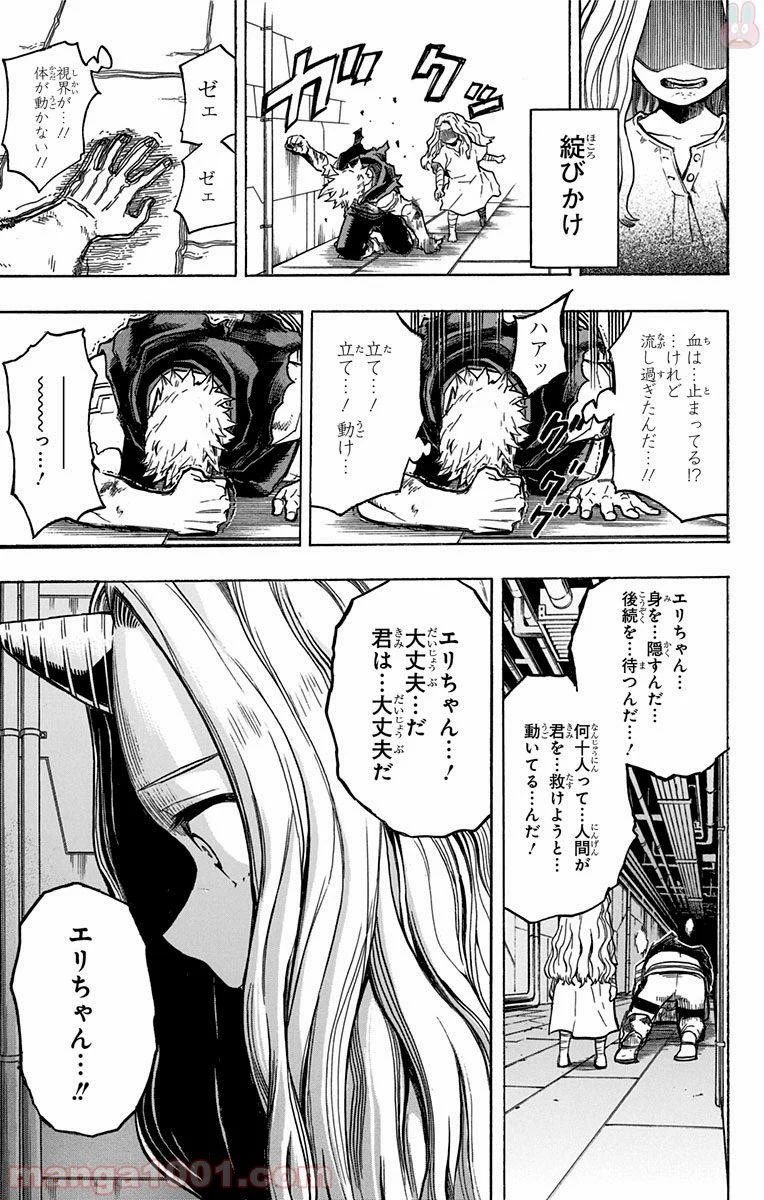 綻びかけ
ガクッ
ゼェ
ゼェ
視界が…!!
体が動かない!!
血は…止まってる!?
…けれど
流し過ぎたんだ…!!
ハアッ
グググ
立て…!
立て…! 動け…
〜〜〜っ…!
エリちゃん…
身を…隠すんだ…
後続を…待つんだ…!
何十人って…人間が
君を…救けようと…
動いてる…んだ!
エリちゃん…!
大丈夫…だ
君は…大丈夫だ
エリちゃん…!!
manga1001.com